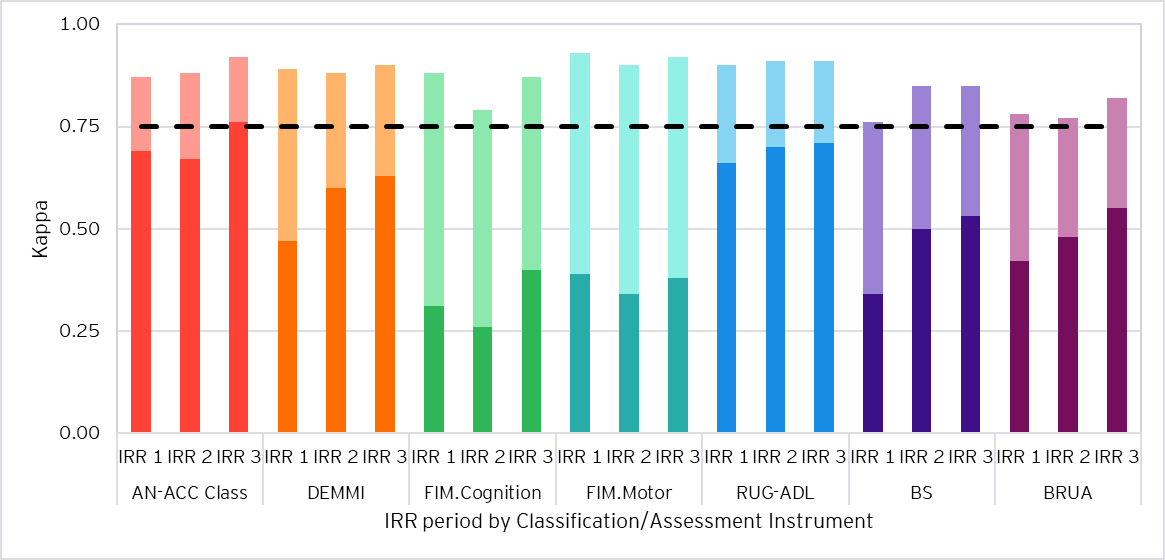 1.00
0.75
0.50
0.25
0.00
Kappa
IRR 1 IRR 2 IRR 3 IRR 1 IRR 2 IRR 3 IRR 1 IRR 2 IRR 3 IRR 1 IRR 2 IRR 3 IRR 1 IRR 2 IRR 3 IRR 1 IRR 2 IRR 3 IRR 1 IRR 2 IRR 3
AN-ACC Class DEMMI FIM.Cognition FIM.Motor RUG-ADL BS BRUA
IRR period by Classification/Assessment Instrument